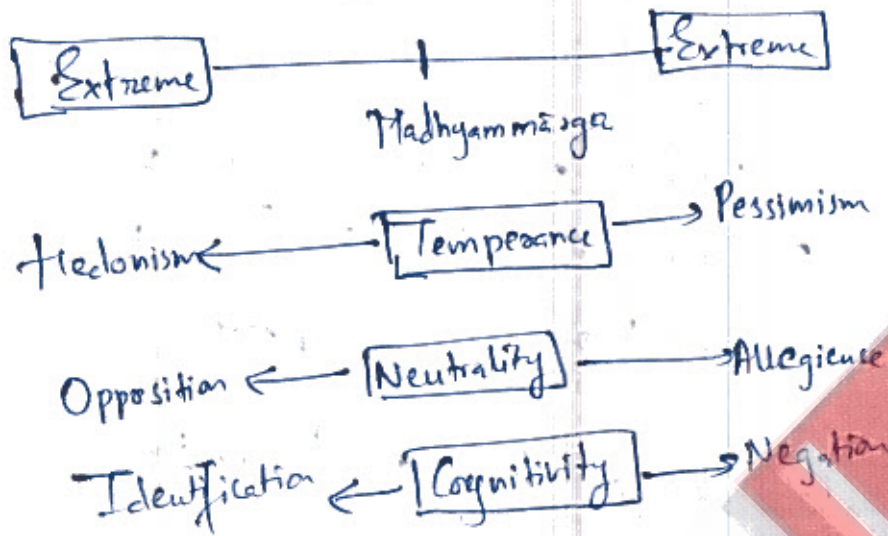 Extreme Extreme
Madhyammārga
Hedonism Temperance Pessimism
Opposition Neutrality Allegience
Identification Cognitivity Negation